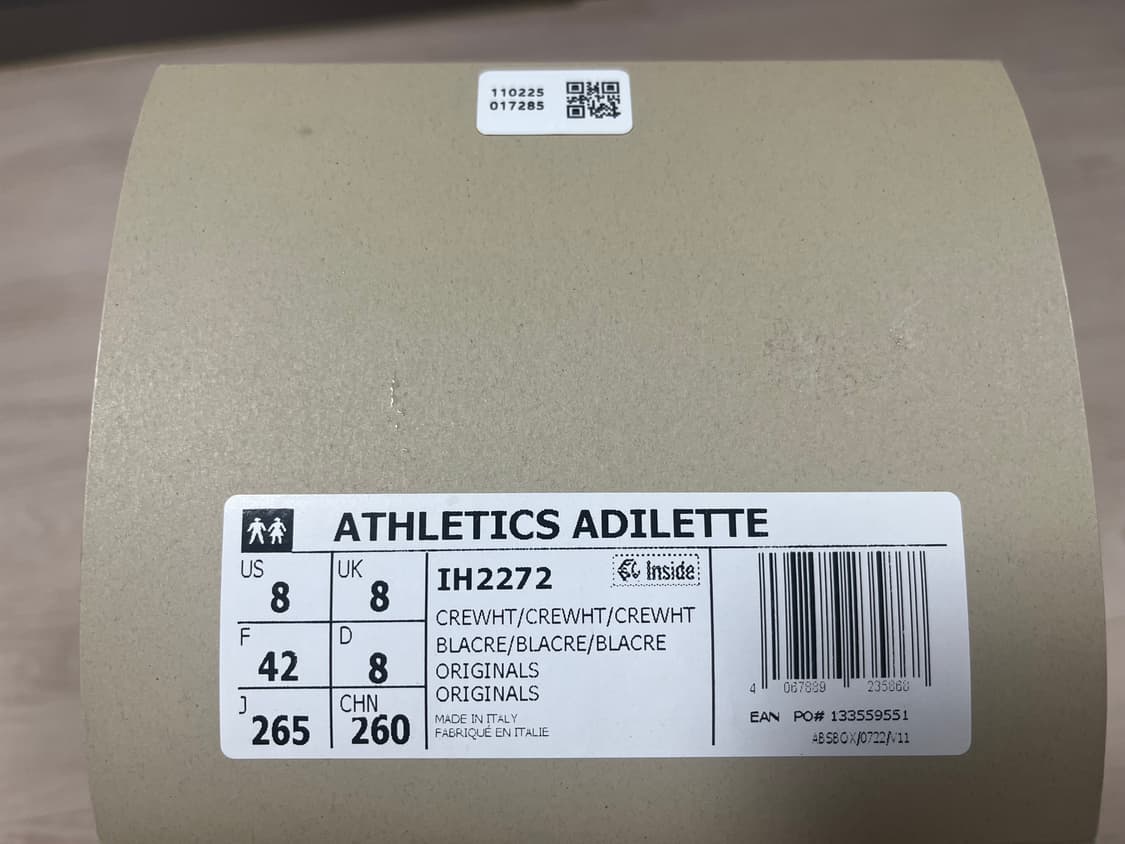 110225
017285
ATHLETICS ADILETTE
US 8
UK 8
F 42
D 8
J 265
CHN 260
IH2272
Inside
CREWHT/CREWHT/CREWHT
BLACRE/BLACRE/BLACRE
ORIGINALS
ORIGINALS
MADE IN ITALY
FABRIQUÉ EN ITALIE
4 067889 235868
EAN PO# 133559551
ABSBOX/0722/V11